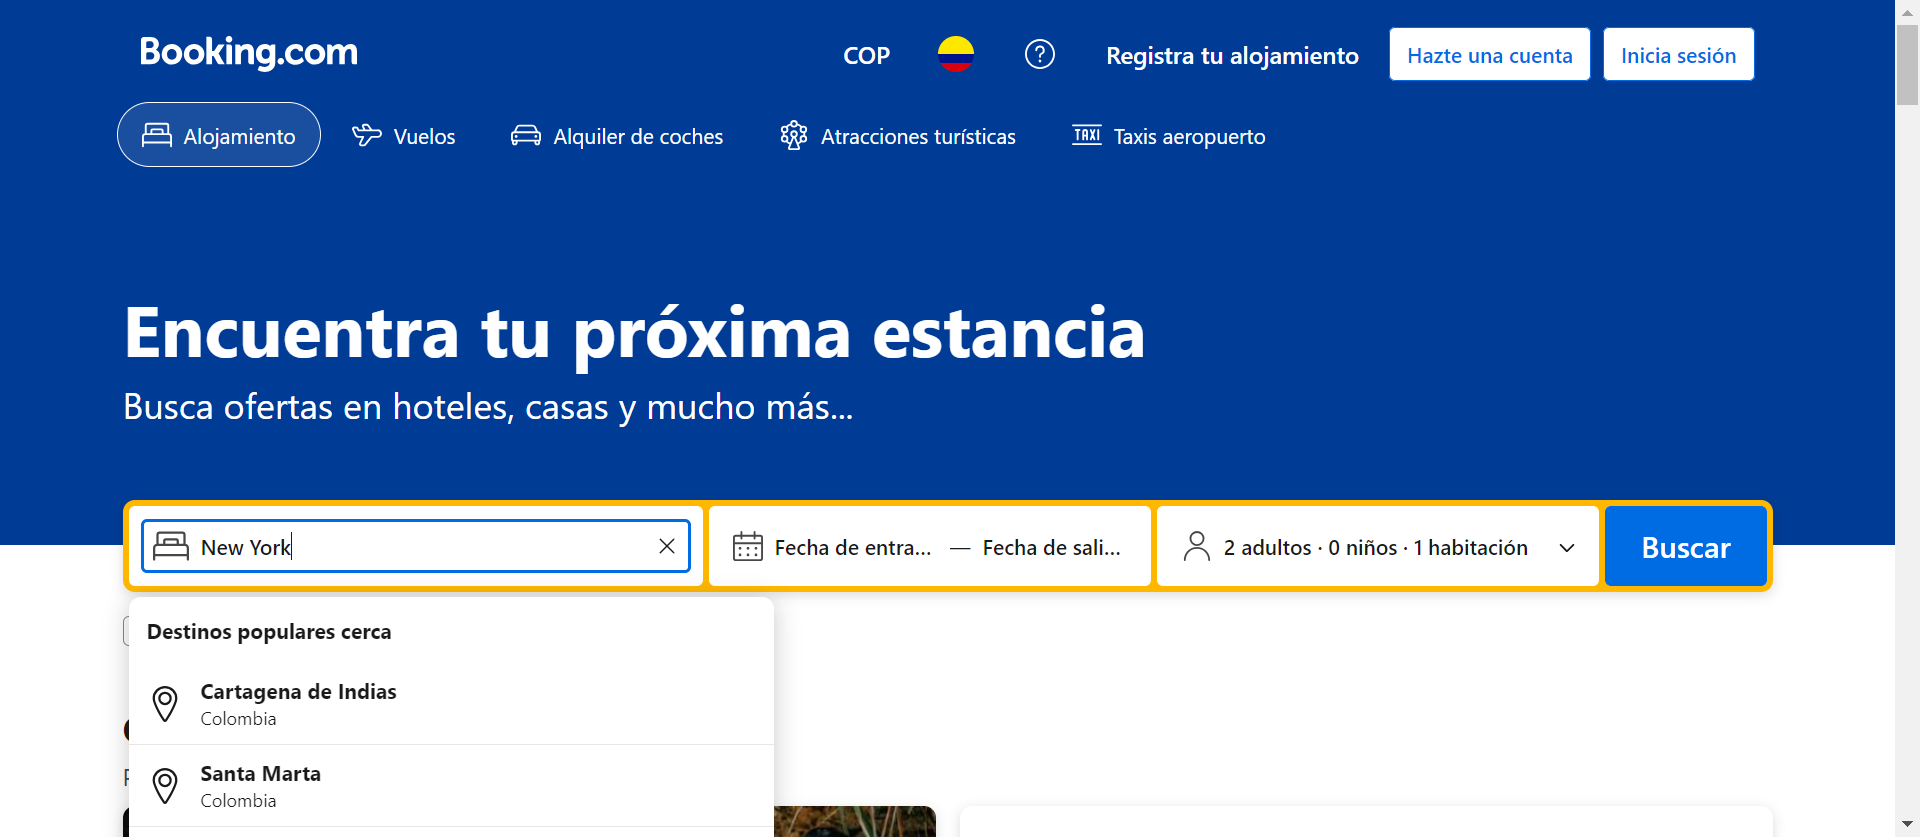 Booking.com
COP
Registra tu alojamiento
Hazte una cuenta
Inicia sesión
Alojamiento
Vuelos
Alquiler de coches
Atracciones turísticas
TAXI
Taxis aeropuerto
Encuentra tu próxima estancia
Busca ofertas en hoteles, casas y mucho más...
New York
Fecha de entra... — Fecha de sali...
2 adultos · 0 niños · 1 habitación
Buscar
Destinos populares cerca
Cartagena de Indias
Colombia
Santa Marta
Colombia